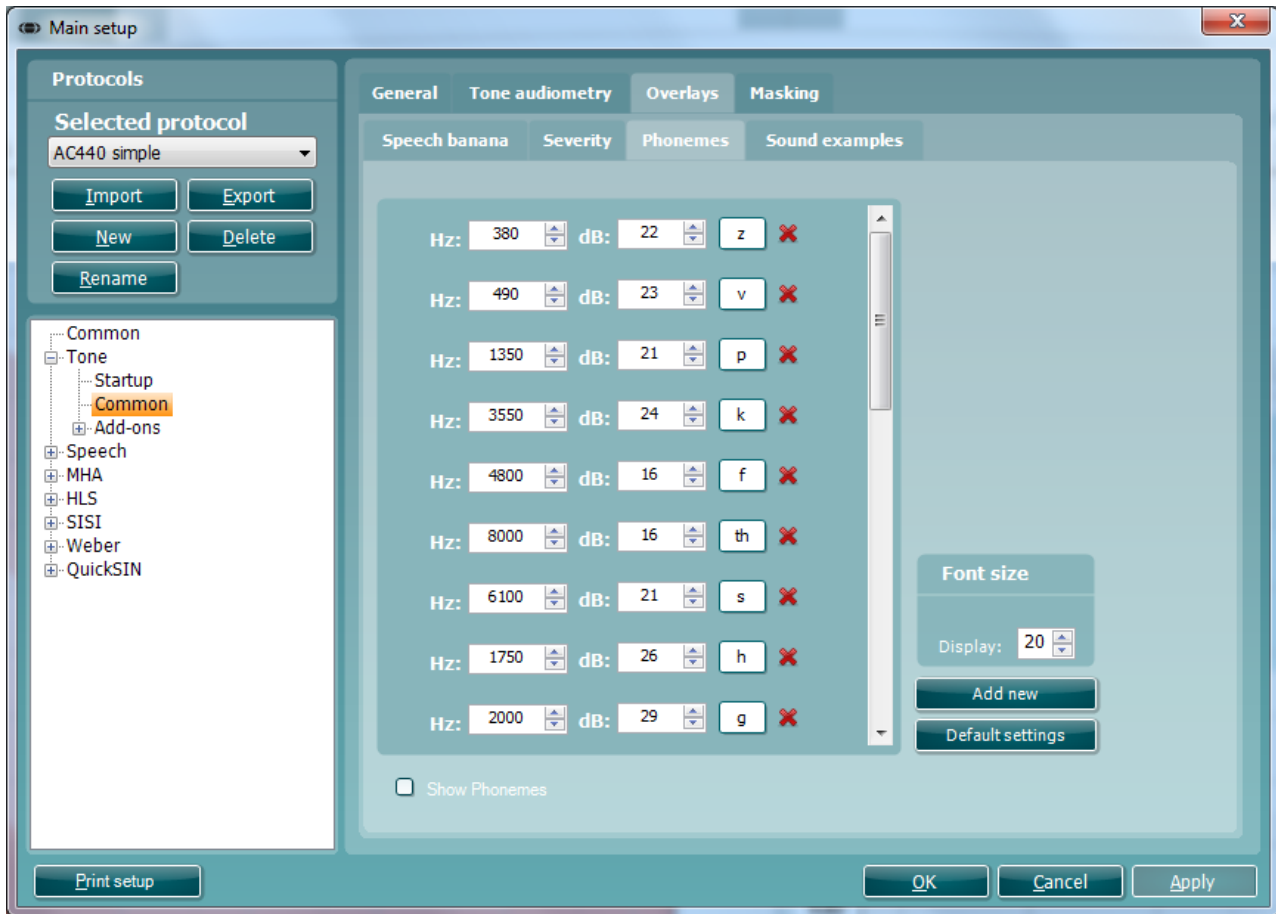 Main setup
Protocols
Selected protocol
AC440 simple
Import Export
New Delete
Rename
Common
Tone
Startup
Common
Add-ons
Speech
MHA
HLS
SISI
Weber
QuickSIN
General Tone audiometry Overlays Masking
Speech banana Severity Phonemes Sound examples
Hz: 380 dB: 22 z
Hz: 490 dB: 23 v
Hz: 1350 dB: 21 p
Hz: 3550 dB: 24 k
Hz: 4800 dB: 16 f
Hz: 8000 dB: 16 th
Hz: 6100 dB: 21 s
Hz: 1750 dB: 26 h
Hz: 2000 dB: 29 g
Font size
Display: 20
Add new
Default settings
Show Phonemes
Print setup
OK Cancel Apply